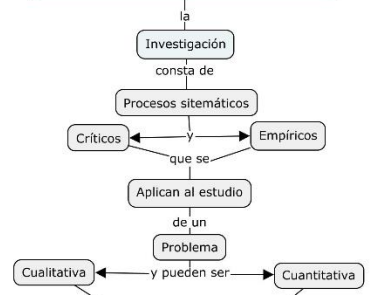 la
Investigación
consta de
Procesos sitemáticos
Críticos y Empíricos
que se
Aplican al estudio
de un
Problema
Cualitativa y pueden ser Cuantitativa